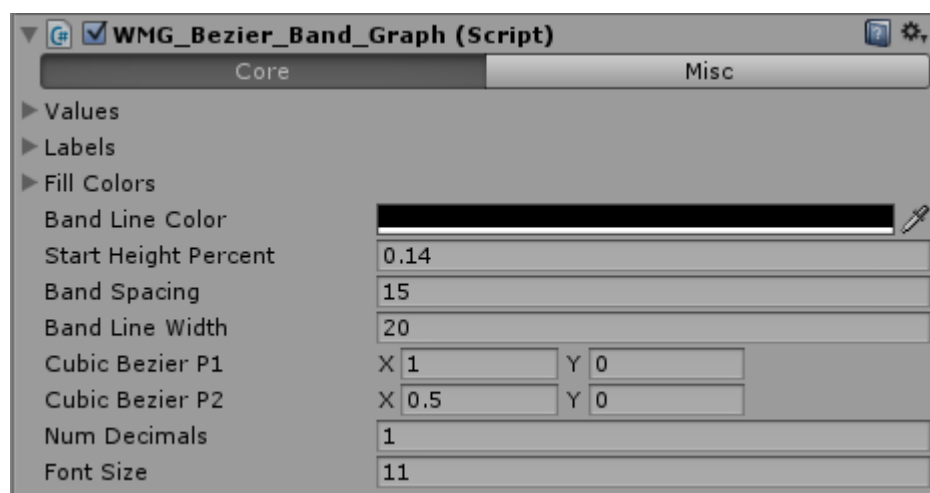 WMG_Bezier_Band_Graph (Script)
Core Misc
Values
Labels
Fill Colors
Band Line Color
Start Height Percent 0.14
Band Spacing 15
Band Line Width 20
Cubic Bezier P1 X 1 Y 0
Cubic Bezier P2 X 0.5 Y 0
Num Decimals 1
Font Size 11